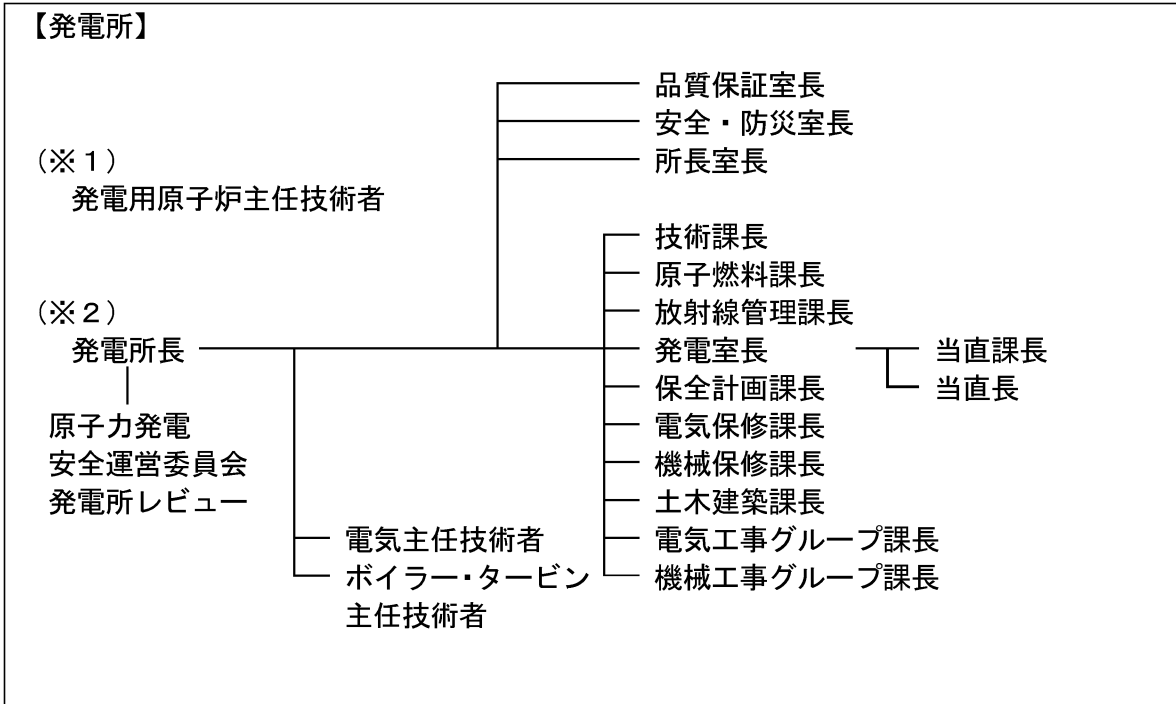 【発電所】
品質保証室長
安全・防災室長
(※1)
所長室長
発電用原子炉主任技術者
技術課長
原子燃料課長
(※2)
放射線管理課長
発電所長
発電室長
当直課長
保全計画課長
当直長
原子力発電
電気保修課長
安全運営委員会
機械保修課長
発電所レビュー
土木建築課長
電気主任技術者
電気工事グループ課長
ボイラー・タービン
機械工事グループ課長
主任技術者